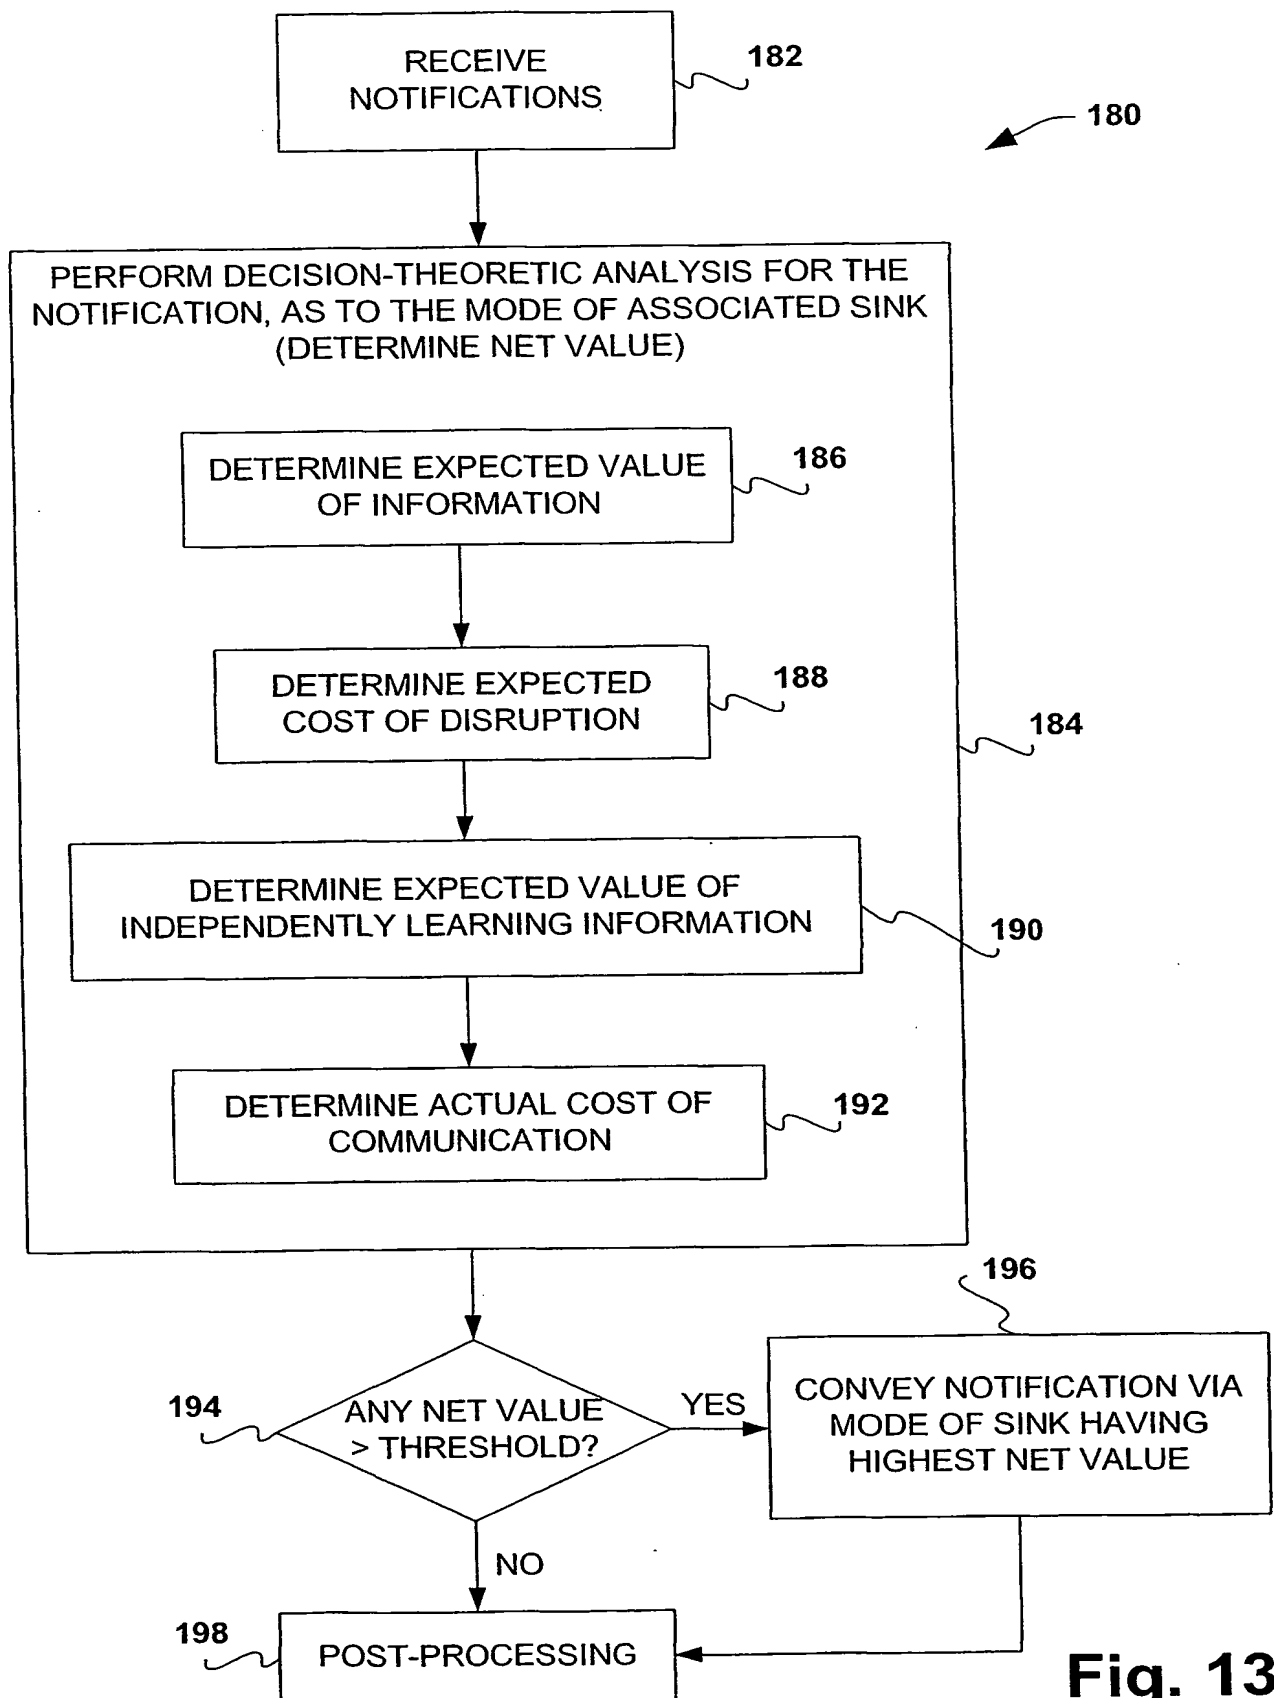 RECEIVE
NOTIFICATIONS
182
180
PERFORM DECISION-THEORETIC ANALYSIS FOR THE
NOTIFICATION, AS TO THE MODE OF ASSOCIATED SINK
(DETERMINE NET VALUE)
DETERMINE EXPECTED VALUE
OF INFORMATION
186
DETERMINE EXPECTED
COST OF DISRUPTION
188
184
DETERMINE EXPECTED VALUE OF
INDEPENDENTLY LEARNING INFORMATION
190
DETERMINE ACTUAL COST OF
COMMUNICATION
192
194
ANY NET VALUE
> THRESHOLD?
YES
196
CONVEY NOTIFICATION VIA
MODE OF SINK HAVING
HIGHEST NET VALUE
NO
198
POST-PROCESSING
Fig. 13